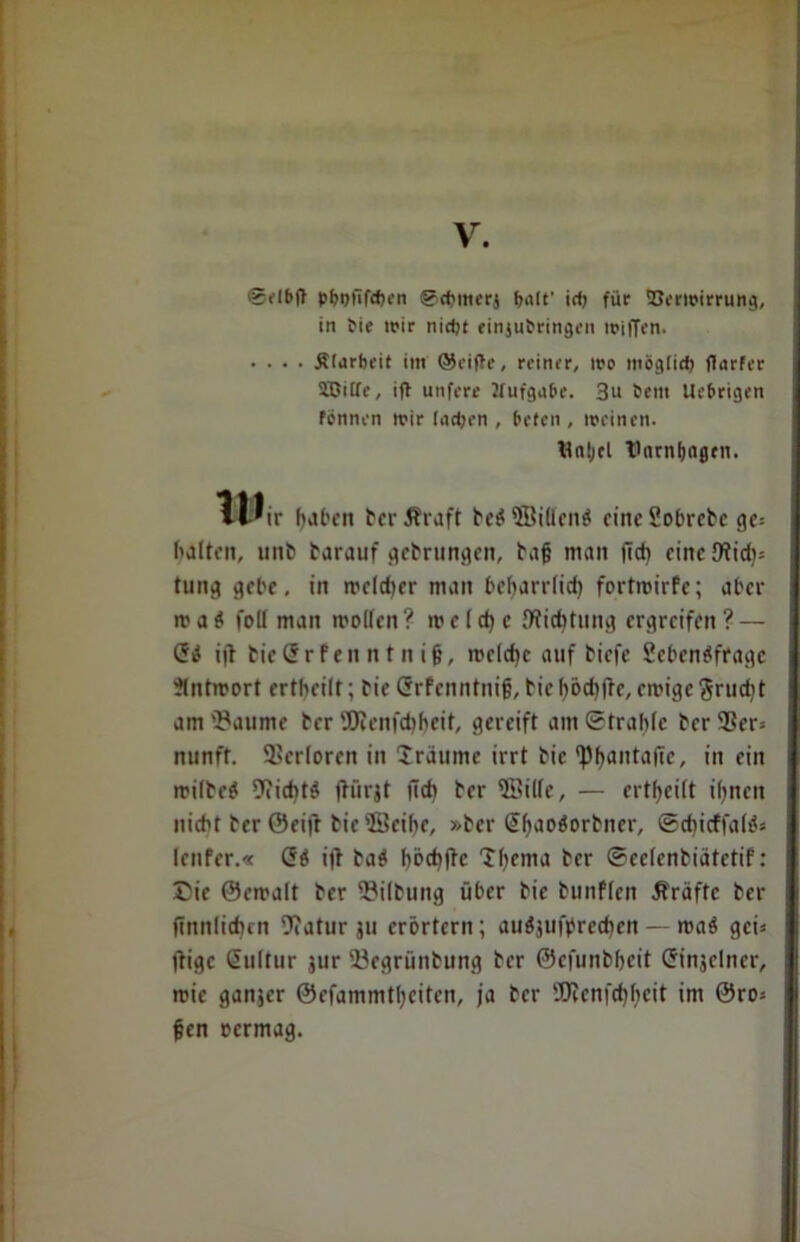 V.
Selbst physischen Schmerz halt' ich für Verwirrung,
in die wir nicht einzubringen wissen.
.... Klarheit im Geiste, reiner, wo möglich starker
Wille, ist unsere Aufgabe. Zu dem Uebrigen
können wir lachen, beten, weinen.
Rahel Varnhagen.
Wir haben der Kraft des Willens eine Lobrede ge-
halten, und darauf gedrungen, daß man sich eine Rich-
tung gebe, in welcher man beharrlich fortwirke; aber
was soll man wollen? welche Richtung ergreifen? —
Es ist die Erkenntniß, welche auf diese Lebensfrage
Antwort ertheilt; die Erkenntniß, die höchste, ewige Frucht
am Baume der Menschheit, gereift am Strahle der Ver-
nunft. Verloren in Träume irrt die Phantasie, in ein
wildes Nichts stürzt sich der Wille, — ertheilt ihnen
nicht der Geist die Weihe, »der Chaosordner, Schicksals-
lenker.« Es ist das höchste Thema der Seelendiätetik:
Die Gewalt der Bildung über die dunklen Kräfte der
sinnlichen Natur zu erörtern; auszusprechen — was gei-
stige Cultur zur Begründung der Gesundheit Einzelner,
wie ganzer Gesammtheiten, ja der Menschheit im Gro-
ßen vermag.